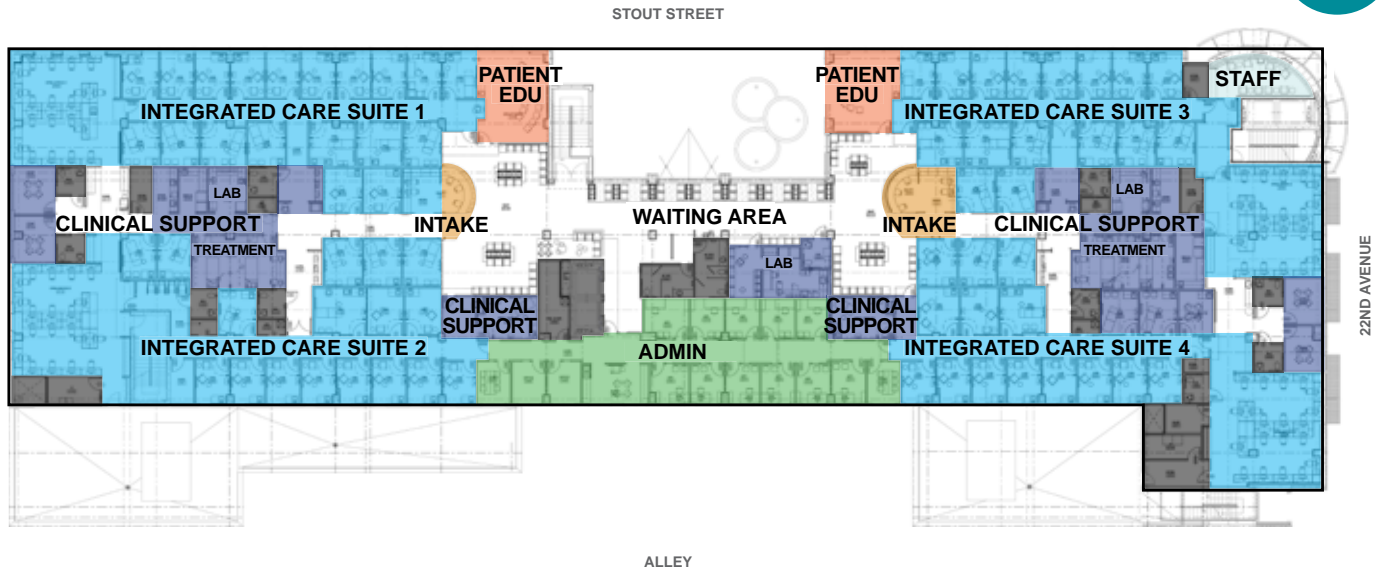 STOUT STREET
PATIENT
EDU
PATIENT
EDU
STAFF
INTEGRATED CARE SUITE 1
INTEGRATED CARE SUITE 3
LAB
LAB
CLINICAL SUPPORT
INTAKE
WAITING AREA
INTAKE
CLINICAL SUPPORT
TREATMENT
TREATMENT
LAB
22ND AVENUE
CLINICAL
SUPPORT
CLINICAL
SUPPORT
INTEGRATED CARE SUITE 2
ADMIN
INTEGRATED CARE SUITE 4
ALLEY